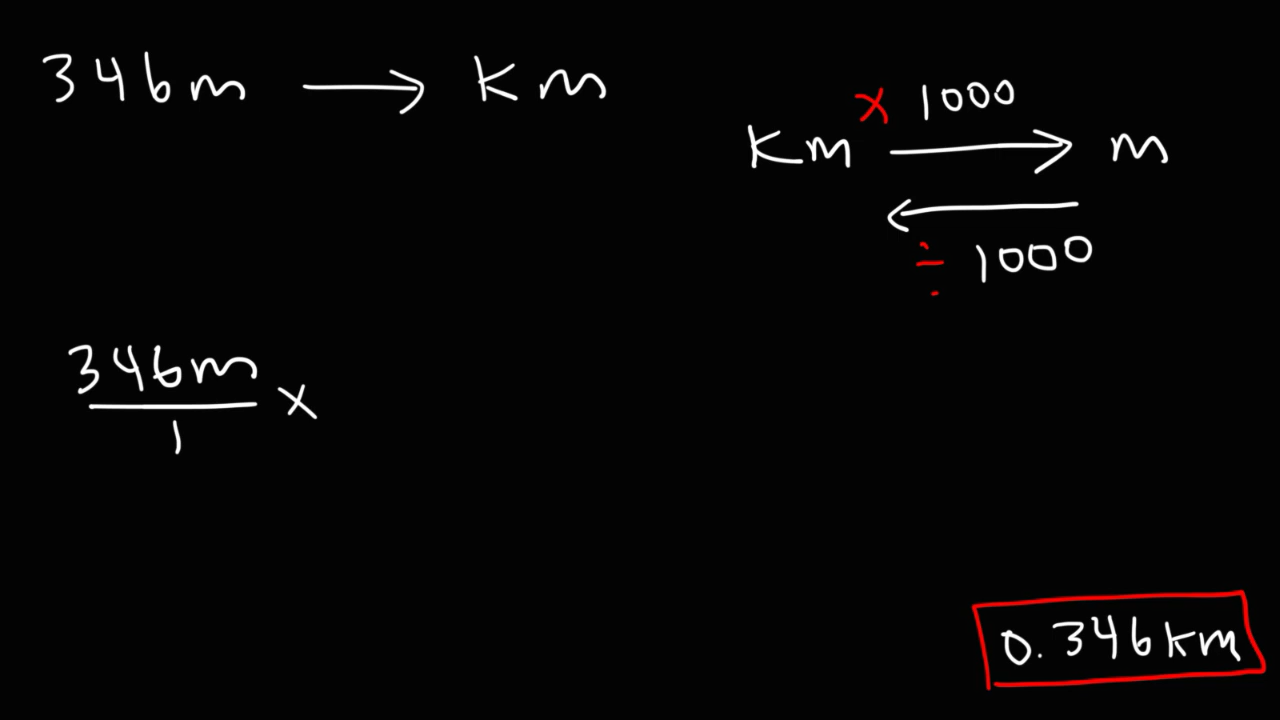 346m → Km
× 1000
Km → m
←
÷ 1000
346m
1
×
0.346km